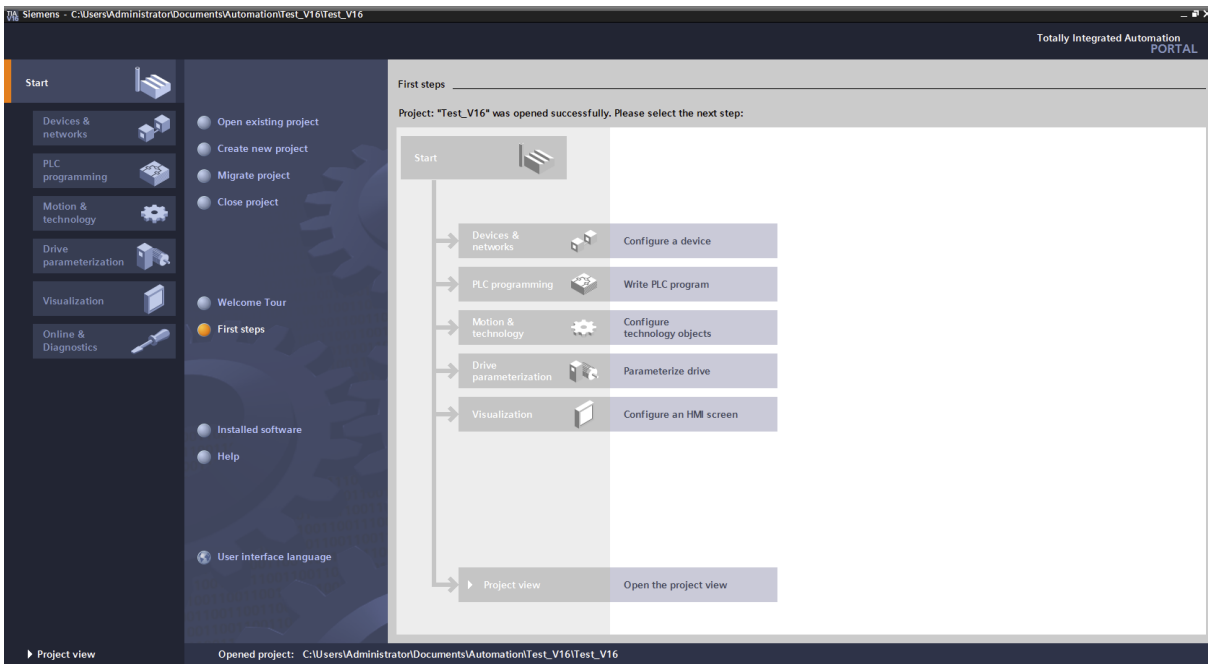 Siemens - C:\Users\Administrator\Documents\Automation\Test_V16\Test_V16
Totally Integrated Automation
PORTAL
Start
Devices &
networks
PLC
programming
Motion &
technology
Drive
parameterization
Visualization
Online &
Diagnostics
Open existing project
Create new project
Migrate project
Close project
Welcome Tour
First steps
Installed software
Help
User interface language
First steps
Project: "Test_V16" was opened successfully. Please select the next step:
Start
Devices &
networks
Configure a device
PLC programming
Write PLC program
Motion &
technology
Configure
technology objects
Drive
parameterization
Parameterize drive
Visualization
Configure an HMI screen
Project view
Open the project view
Project view
Opened project: C:\Users\Administrator\Documents\Automation\Test_V16\Test_V16